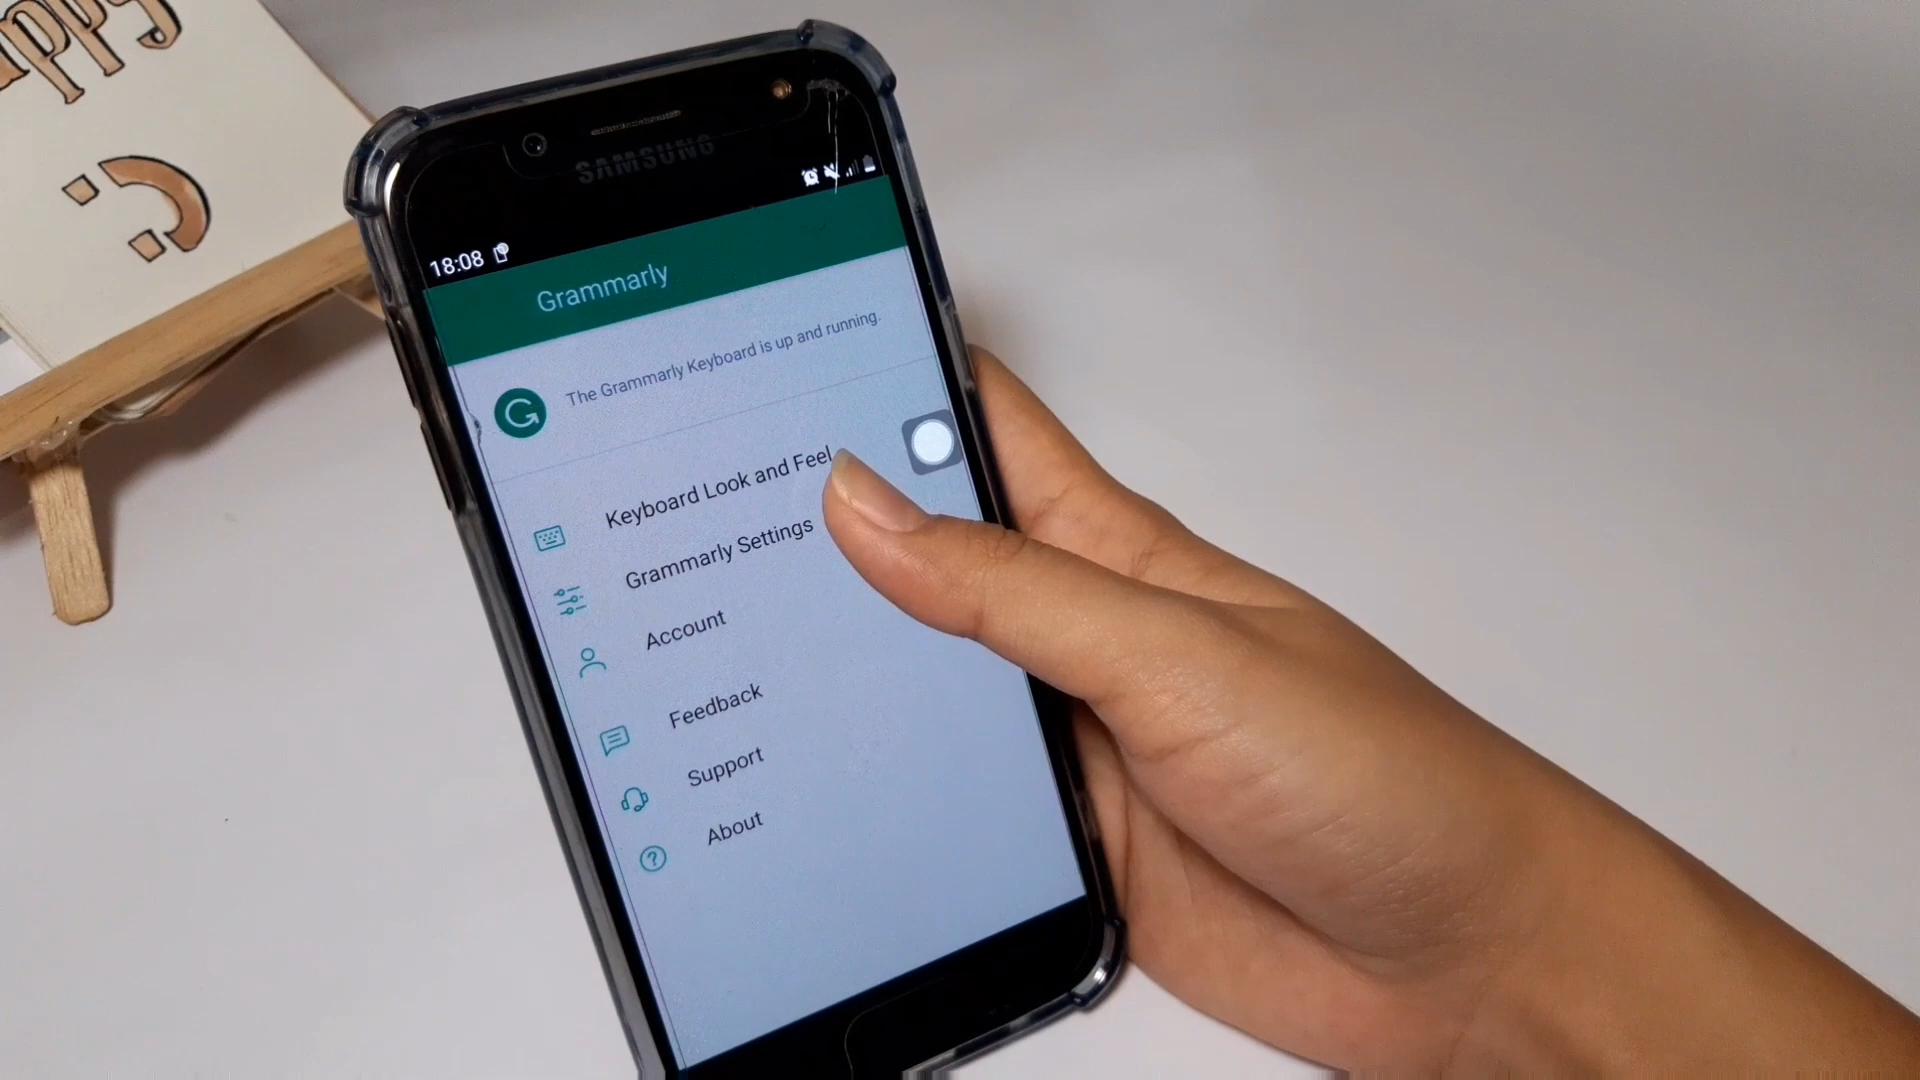 SAMSUNG
18:08
Grammarly
The Grammarly Keyboard is up and running.
Keyboard Look and Feel
Grammarly Settings
Account
Feedback
Support
About